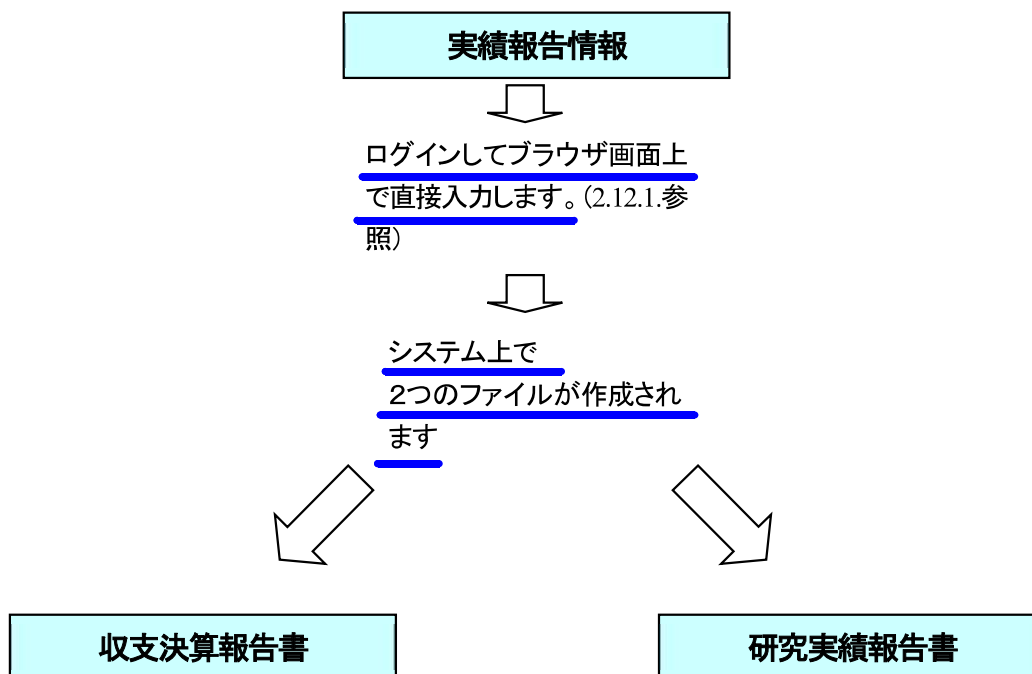 実績報告情報
ログインしてブラウザ画面上
で直接入力します。(2.12.1.参
照)
システム上で
２つのファイルが作成され
ます
収支決算報告書
研究実績報告書